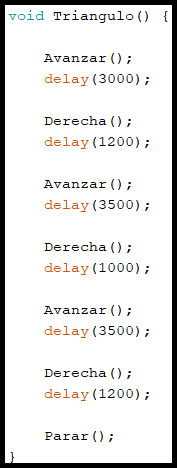 void Triangulo() {
Avanzar();
delay(3000);
Derecha();
delay(1200);
Avanzar();
delay(3500);
Derecha();
delay(1000);
Avanzar();
delay(3500);
Derecha();
delay(1200);
Parar();
}